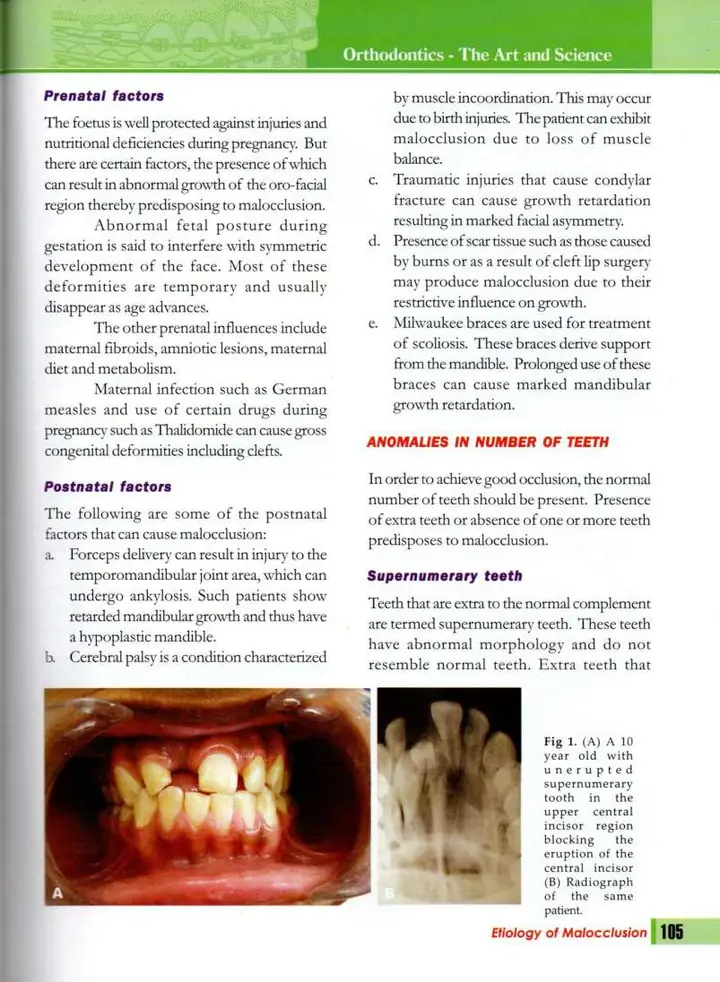 Orthodontics - The Art and Science
Prenatal factors
The foetus is well protected against injuries and
nutritional deficiencies during pregnancy. But
there are certain factors, the presence of which
can result in abnormal growth of the oro-facial
region thereby predisposing to malocclusion.
Abnormal fetal posture during
gestation is said to interfere with symmetric
development of the face. Most of these
deformities are temporary and usually
disappear as age advances.
The other prenatal influences include
maternal fibroids, amniotic lesions, maternal
diet and metabolism.
Maternal infection such as German
measles and use of certain drugs during
pregnancy such as Thalidomide can cause gross
congenital deformities including clefts.
Postnatal factors
The following are some of the postnatal
factors that can cause malocclusion:
a. Forceps delivery can result in injury to the
temporomandibular joint area, which can
undergo ankylosis. Such patients show
retarded mandibular growth and thus have
a hypoplastic mandible.
b. Cerebral palsy is a condition characterized
by muscle incoordination. This may occur
due to birth injuries. The patient can exhibit
malocclusion due to loss of muscle
balance.
c. Traumatic injuries that cause condylar
fracture can cause growth retardation
resulting in marked facial asymmetry.
d. Presence of scar tissue such as those caused
by burns or as a result of cleft lip surgery
may produce malocclusion due to their
restrictive influence on growth.
e. Milwaukee braces are used for treatment
of scoliosis. These braces derive support
from the mandible. Prolonged use of these
braces can cause marked mandibular
growth retardation.
ANOMALIES IN NUMBER OF TEETH
In order to achieve good occlusion, the normal
number of teeth should be present. Presence
of extra teeth or absence of one or more teeth
predisposes to malocclusion.
Supernumerary teeth
Teeth that are extra to the normal complement
are termed supernumerary teeth. These teeth
have abnormal morphology and do not
resemble normal teeth. Extra teeth that
A
B
Fig 1. (A) A 10
year old with
unerupted
supernumerary
tooth in the
upper central
incisor region
blocking the
eruption of the
central incisor
(B) Radiograph
of the same
patient.
Etiology of Malocclusion 105